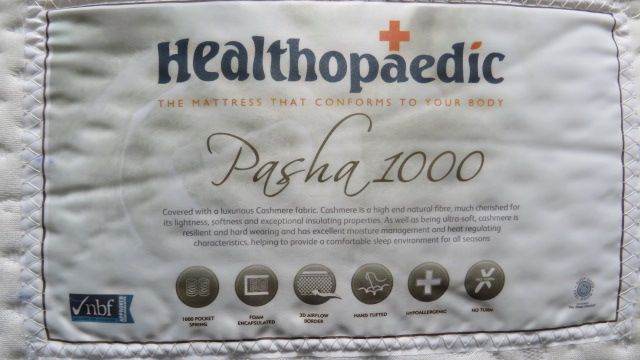 Healthopaedic
THE MATTRESS THAT CONFORMS TO YOUR BODY
Pasha 1000
Covered with a luxurious Cashmere fabric. Cashmere is a high end natural fibre, much cherished for
its lightness, softness and exceptional insulating properties. As well as being ultra-soft, cashmere is
resilient and hard wearing and has excellent moisture management and heat regulating
characteristics, helping to provide a comfortable sleep environment for all seasons
nbf
APPROVED
1000 POCKET
SPRING
FOAM
ENCAPSULATED
3D AIRFLOW
BORDER
HAND TUFTED
HYPOALLERGENIC
NO TURN